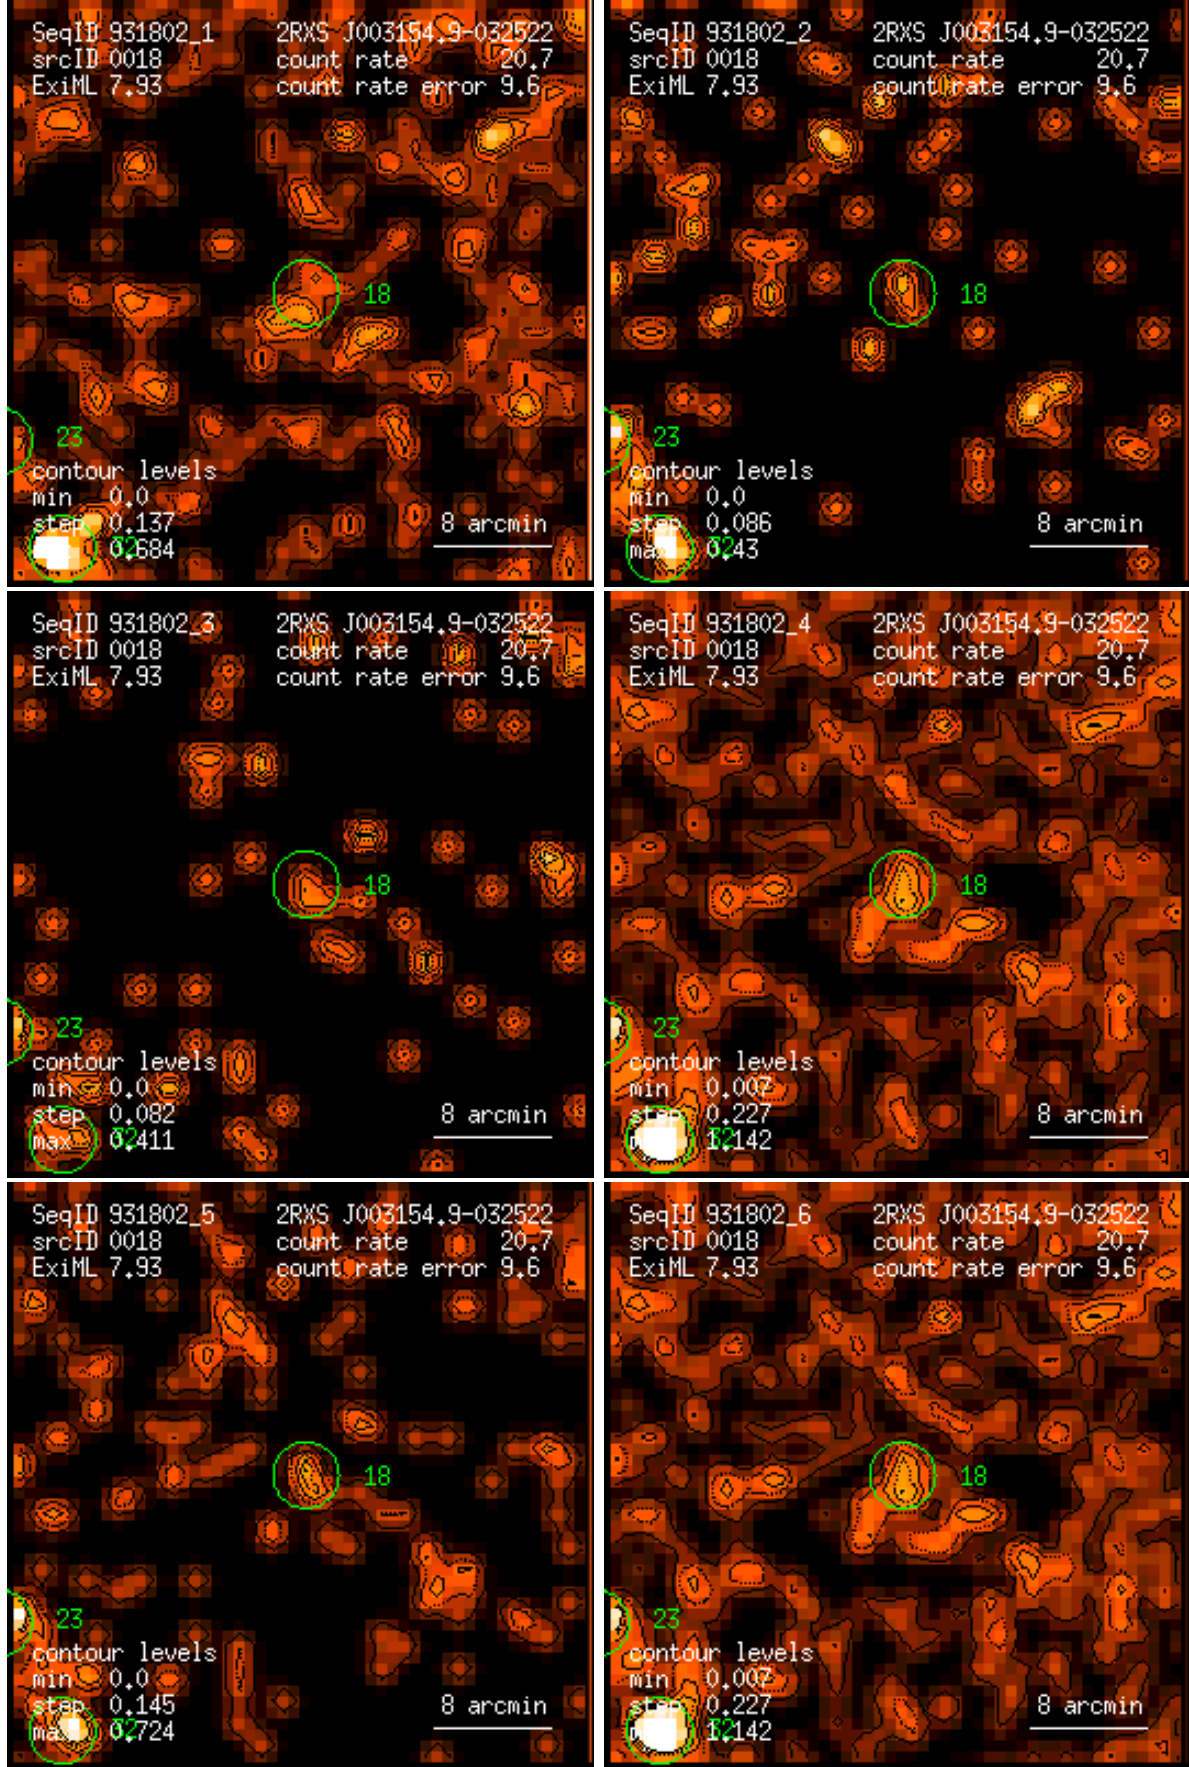 SeqID 931802_1 2RXS J003154.9-032522
srcID 0018 count rate 20.7
ExiML 7.93 count rate error 9.6
18
23
contour levels
min 0.0
step 0.137 8 arcmin
0.684
SeqID 931802_2 2RXS J003154.9-032522
srcID 0018 count rate 20.7
ExiML 7.93 count rate error 9.6
18
23
contour levels
min 0.0
step 0.086 8 arcmin
max 0.43
SeqID 931802_3 2RXS J003154.9-032522
srcID 0018 count rate 20.7
ExiML 7.93 count rate error 9.6
18
23
contour levels
min 0.0
step 0.082 8 arcmin
max 0.411
SeqID 931802_4 2RXS J003154.9-032522
srcID 0018 count rate 20.7
ExiML 7.93 count rate error 9.6
18
23
contour levels
min 0.007
step 0.227 8 arcmin
1.142
SeqID 931802_5 2RXS J003154.9-032522
srcID 0018 count rate 20.7
ExiML 7.93 count rate error 9.6
18
23
contour levels
min 0.0
step 0.145 8 arcmin
max 0.724
SeqID 931802_6 2RXS J003154.9-032522
srcID 0018 count rate 20.7
ExiML 7.93 count rate error 9.6
18
23
contour levels
min 0.007
step 0.227 8 arcmin
1.142